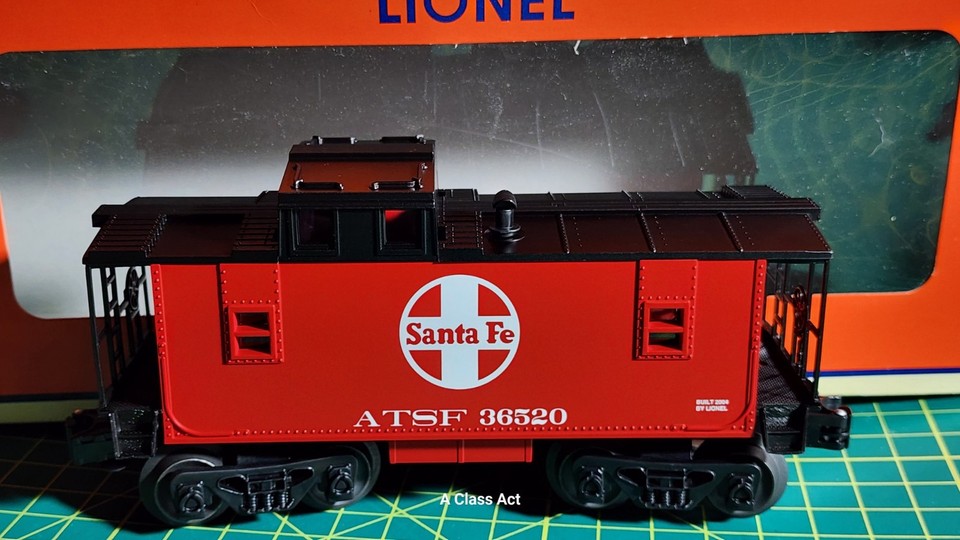 LIONEL
Santa Fe
ATSF 36520
BUILT 2004
BY LIONEL
A Class Act